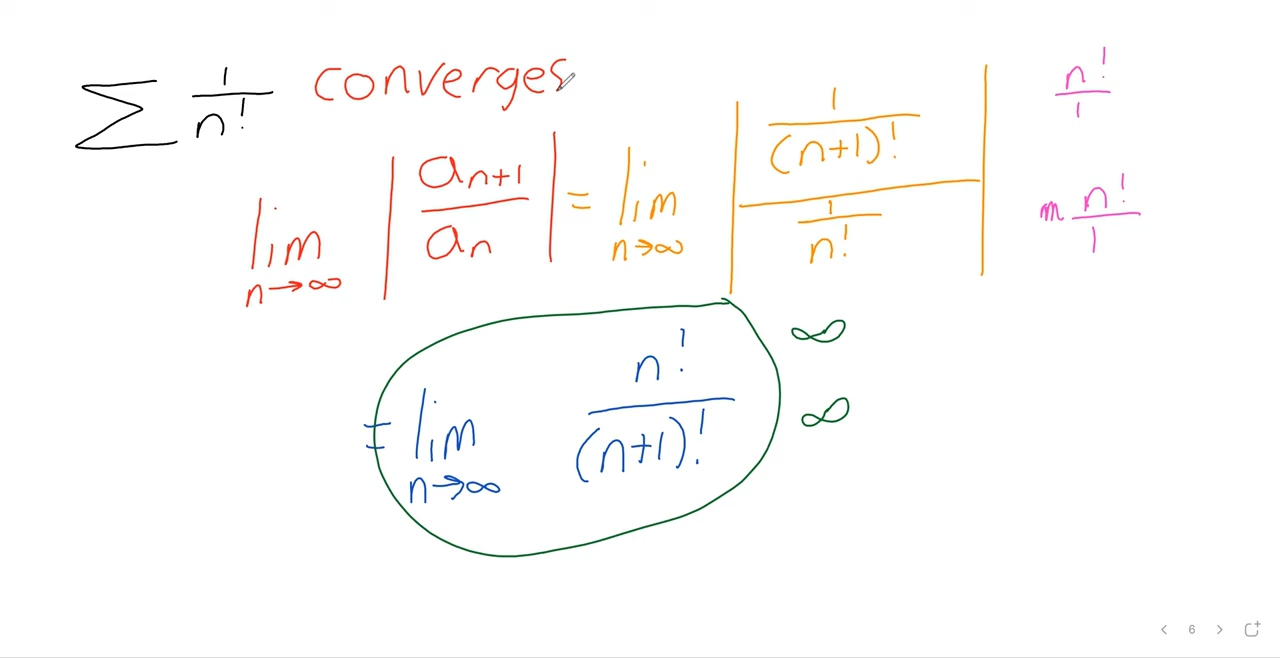 ∑ 1/n! converges
lim n→∞ | a_{n+1} / a_n | = lim n→∞ | (1/(n+1)!) / (1/n!) |
n!/1
m n!/1
= lim n→∞ n!/(n+1)!
∞
∞
< 6 >